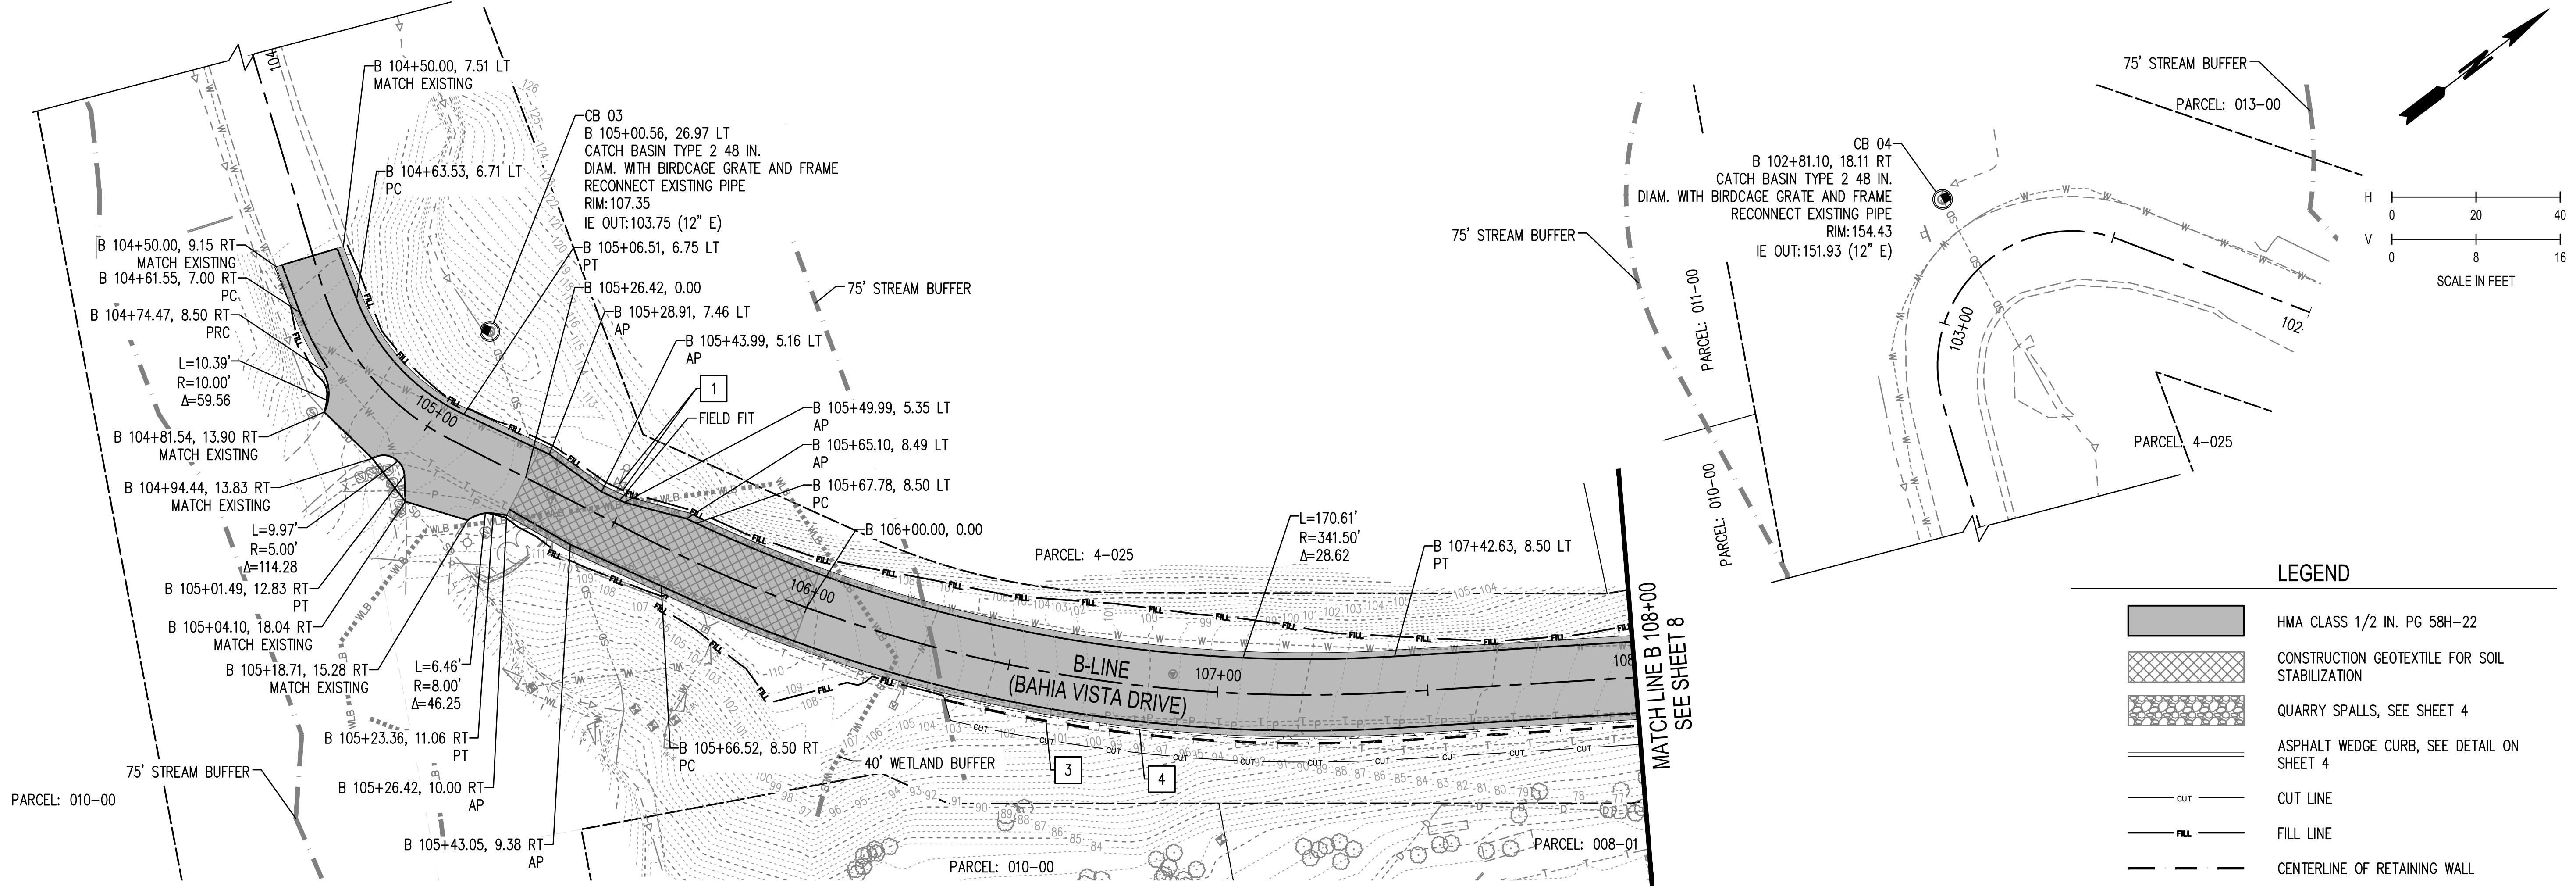 104
B 104+50.00, 7.51 LT
MATCH EXISTING
B 104+63.53, 6.71 LT
PC
CB 03
B 105+00.56, 26.97 LT
CATCH BASIN TYPE 2 48 IN.
DIAM. WITH BIRDCAGE GRATE AND FRAME
RECONNECT EXISTING PIPE
RIM:107.35
IE OUT:103.75 (12" E)
B 105+06.51, 6.75 LT
PT
B 105+26.42, 0.00
B 105+28.91, 7.46 LT
AP
B 105+43.99, 5.16 LT
AP
1
FIELD FIT
B 105+49.99, 5.35 LT
AP
B 105+65.10, 8.49 LT
AP
B 105+67.78, 8.50 LT
PC
B 106+00.00, 0.00
75' STREAM BUFFER
B 104+50.00, 9.15 RT
MATCH EXISTING
B 104+61.55, 7.00 RT
PC
B 104+74.47, 8.50 RT
PRC
L=10.39'
R=10.00'
Δ=59.56
B 104+81.54, 13.90 RT
MATCH EXISTING
B 104+94.44, 13.83 RT
MATCH EXISTING
L=9.97'
R=5.00'
Δ=114.28
B 105+01.49, 12.83 RT
PT
B 105+04.10, 18.04 RT
MATCH EXISTING
B 105+18.71, 15.28 RT
MATCH EXISTING
L=6.46'
R=8.00'
Δ=46.25
B 105+23.36, 11.06 RT
PT
75' STREAM BUFFER
B 105+26.42, 10.00 RT
AP
PARCEL: 010-00
B 105+43.05, 9.38 RT
AP
105+00
106+00
B 105+66.52, 8.50 RT
PC
40' WETLAND BUFFER
B-LINE
(BAHIA VISTA DRIVE)
107+00
108
PARCEL: 4-025
L=170.61'
R=341.50'
Δ=28.62
B 107+42.63, 8.50 LT
PT
3
4
PARCEL: 010-00
PARCEL: 008-01
MATCH LINE B 108+00
SEE SHEET 8
75' STREAM BUFFER
PARCEL: 011-00
PARCEL: 010-00
CB 04
B 102+81.10, 18.11 RT
CATCH BASIN TYPE 2 48 IN.
DIAM. WITH BIRDCAGE GRATE AND FRAME
RECONNECT EXISTING PIPE
RIM:154.43
IE OUT:151.93 (12" E)
103+00
102
75' STREAM BUFFER
PARCEL: 013-00
PARCEL: 4-025
N
H
0 20 40
V
0 8 16
SCALE IN FEET
LEGEND
HMA CLASS 1/2 IN. PG 58H-22
CONSTRUCTION GEOTEXTILE FOR SOIL
STABILIZATION
QUARRY SPALLS, SEE SHEET 4
ASPHALT WEDGE CURB, SEE DETAIL ON
SHEET 4
CUT CUT LINE
FILL FILL LINE
CENTERLINE OF RETAINING WALL